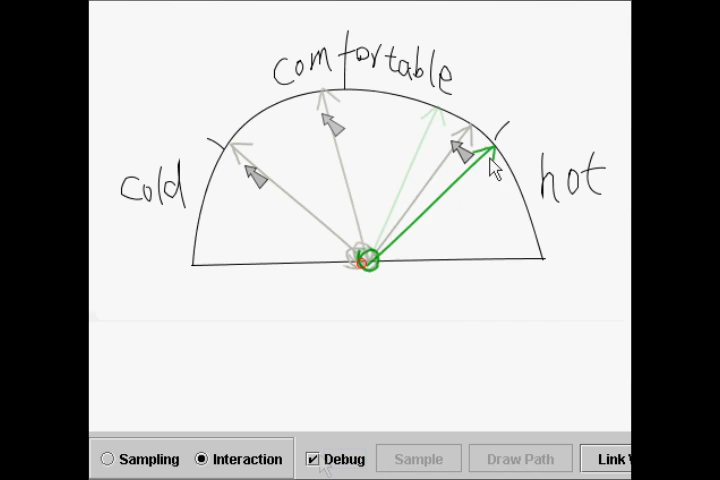 comfortable
cold
hot
Sampling Interaction Debug Sample Draw Path Link